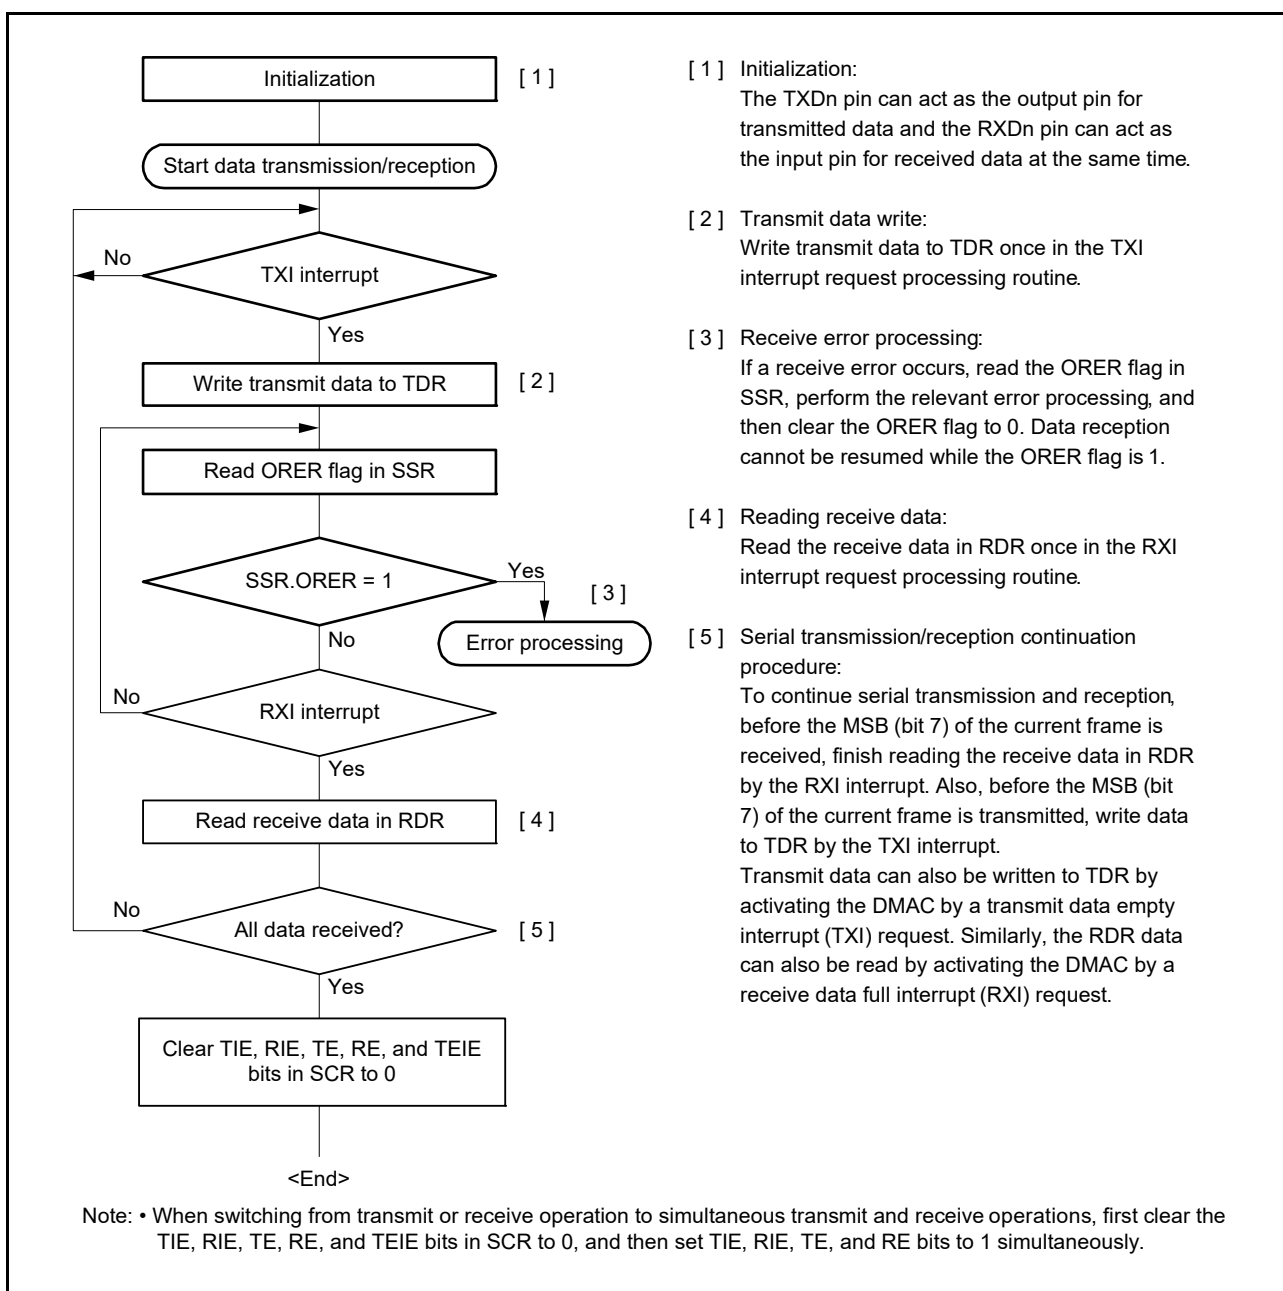 Initialization
[ 1 ]
Start data transmission/reception
No
TXI interrupt
Yes
Write transmit data to TDR
[ 2 ]
Read ORER flag in SSR
SSR.ORER = 1
Yes
[ 3 ]
Error processing
No
No
RXI interrupt
Yes
Read receive data in RDR
[ 4 ]
No
All data received?
[ 5 ]
Yes
Clear TIE, RIE, TE, RE, and TEIE
bits in SCR to 0
<End>
[ 1 ] Initialization:
The TXDn pin can act as the output pin for
transmitted data and the RXDn pin can act as
the input pin for received data at the same time.
[ 2 ] Transmit data write:
Write transmit data to TDR once in the TXI
interrupt request processing routine.
[ 3 ] Receive error processing:
If a receive error occurs, read the ORER flag in
SSR, perform the relevant error processing, and
then clear the ORER flag to 0. Data reception
cannot be resumed while the ORER flag is 1.
[ 4 ] Reading receive data:
Read the receive data in RDR once in the RXI
interrupt request processing routine.
[ 5 ] Serial transmission/reception continuation
procedure:
To continue serial transmission and reception,
before the MSB (bit 7) of the current frame is
received, finish reading the receive data in RDR
by the RXI interrupt. Also, before the MSB (bit
7) of the current frame is transmitted, write data
to TDR by the TXI interrupt.
Transmit data can also be written to TDR by
activating the DMAC by a transmit data empty
interrupt (TXI) request. Similarly, the RDR data
can also be read by activating the DMAC by a
receive data full interrupt (RXI) request.
Note: • When switching from transmit or receive operation to simultaneous transmit and receive operations, first clear the
TIE, RIE, TE, RE, and TEIE bits in SCR to 0, and then set TIE, RIE, TE, and RE bits to 1 simultaneously.